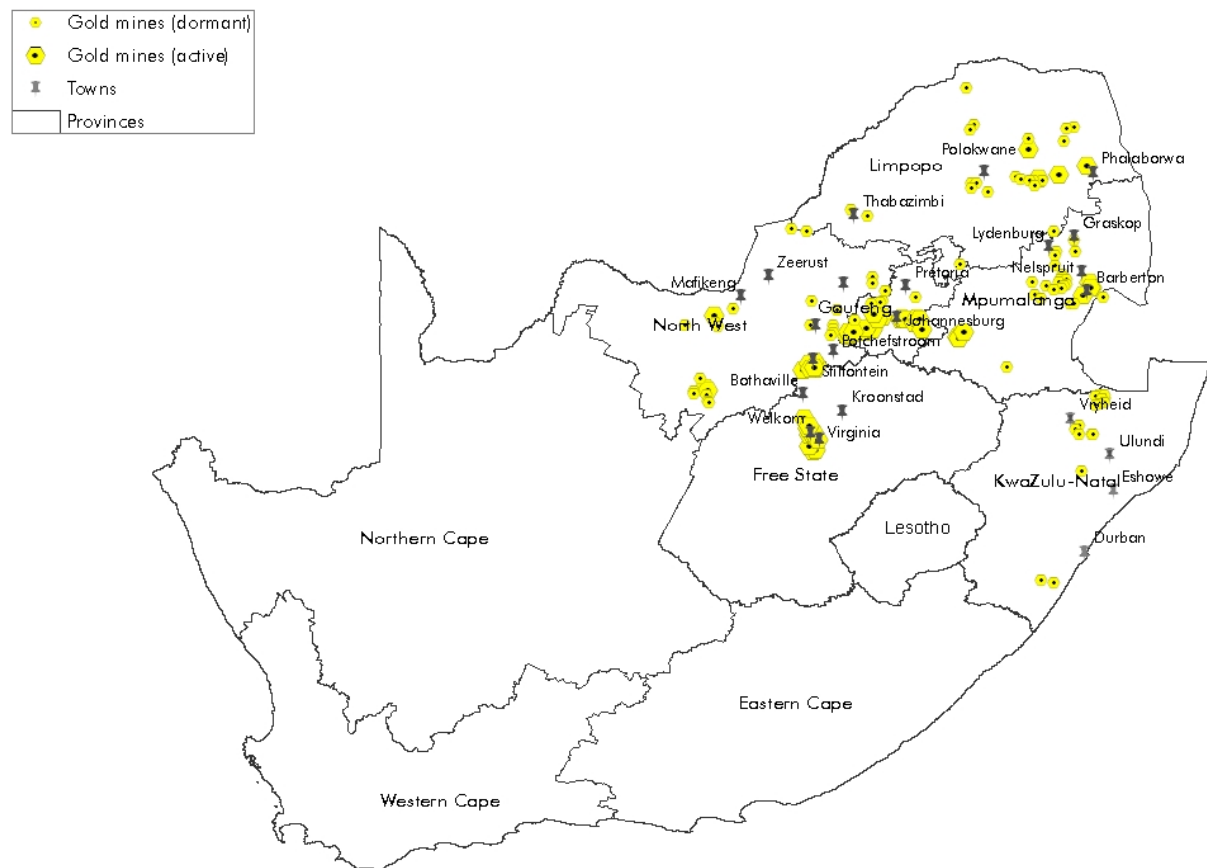 Gold mines (dormant)
Gold mines (active)
Towns
Provinces
Polokwane
Limpopo
Phalaborwa
Thabazimbi
Graskop
Lydenburg
Zeerust
Pretoria
Nelspruit
Barberton
Mafikeng
Mpumalanga
Gauteng
North West
Johannesburg
Potchefstroom
Stilfontein
Bothaville
Kroonstad
Vryheid
Welkom
Virginia
Ulundi
Free State
KwaZulu-Natal
Eshowe
Lesotho
Northern Cape
Durban
Eastern Cape
Western Cape